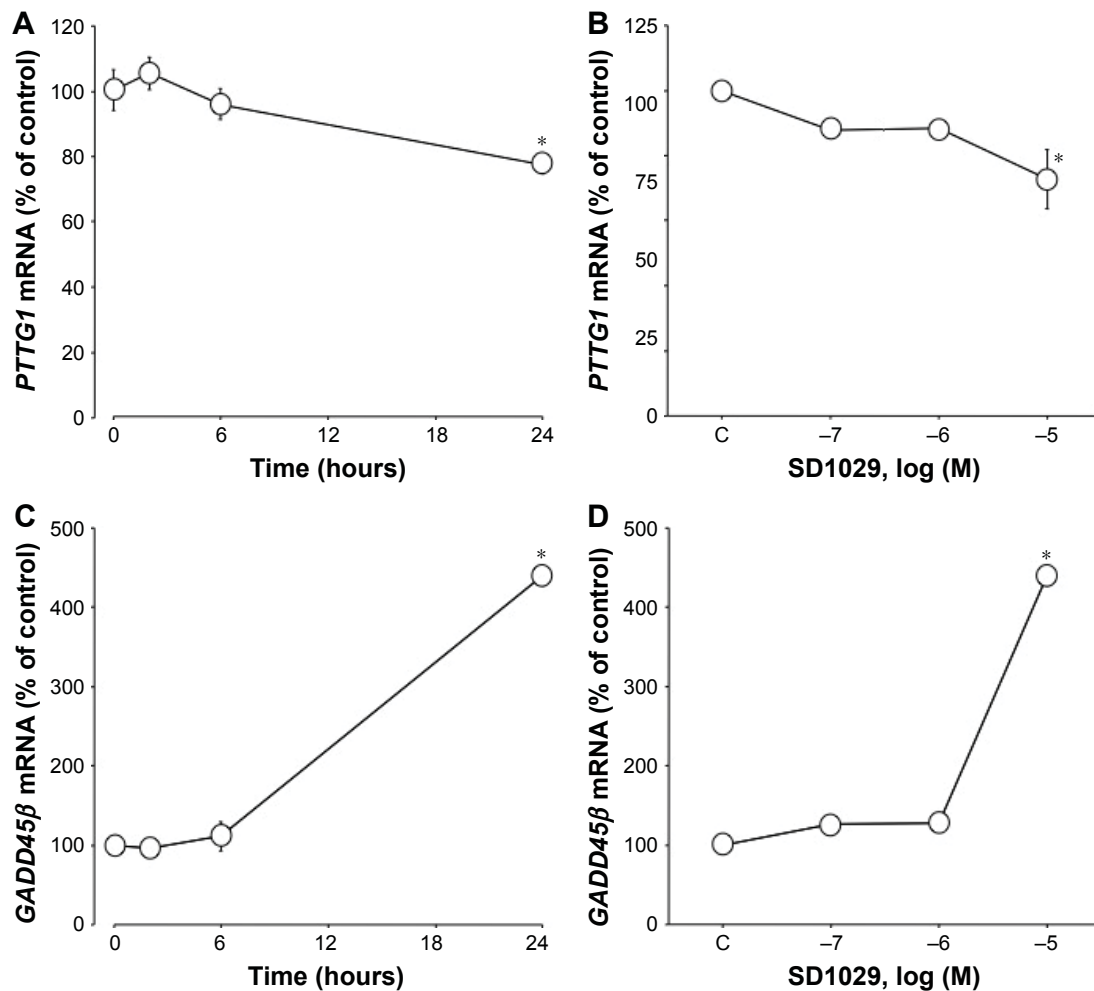 A
PTTG1 mRNA (% of control)
120
100
80
60
40
20
0
*
0 6 12 18 24
Time (hours)
B
PTTG1 mRNA (% of control)
125
100
75
50
25
0
*
C –7 –6 –5
SD1029, log (M)
C
GADD45β mRNA (% of control)
500
400
300
200
100
0
*
0 6 12 18 24
Time (hours)
D
GADD45β mRNA (% of control)
500
400
300
200
100
0
*
C –7 –6 –5
SD1029, log (M)